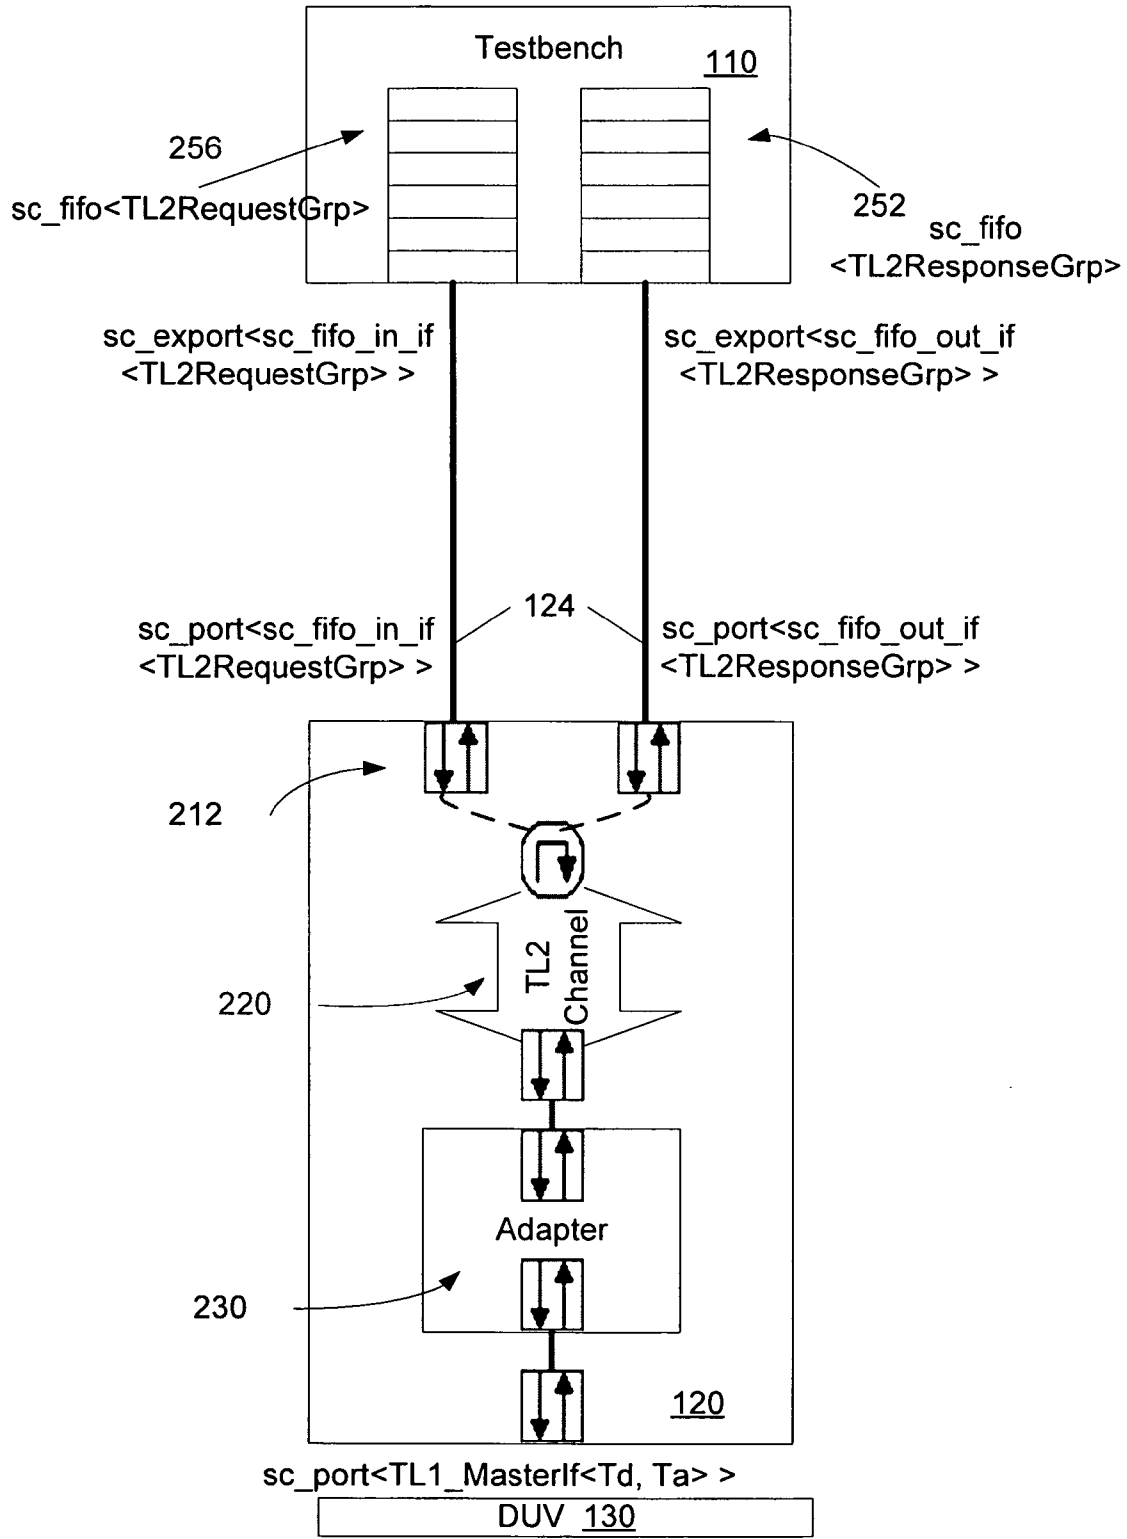 Testbench
110
256
sc_fifo<TL2RequestGrp>
252
sc_fifo
<TL2ResponseGrp>
sc_export<sc_fifo_in_if
<TL2RequestGrp> >
sc_export<sc_fifo_out_if
<TL2ResponseGrp> >
124
sc_port<sc_fifo_in_if
<TL2RequestGrp> >
sc_port<sc_fifo_out_if
<TL2ResponseGrp> >
212
TL2
Channel
220
Adapter
230
120
sc_port<TL1_MasterIf<Td, Ta> >
DUV 130